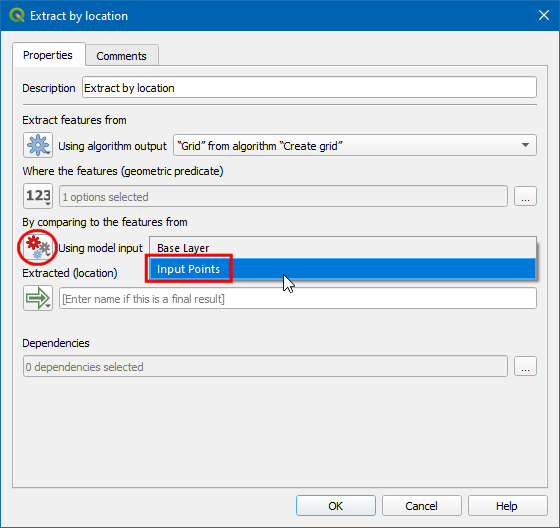 Extract by location
Properties
Comments
Description
Extract by location
Extract features from
Using algorithm output
“Grid” from algorithm “Create grid”
Where the features (geometric predicate)
123
1 options selected
...
By comparing to the features from
Using model input
Base Layer
Input Points
Extracted (location)
[Enter name if this is a final result]
Dependencies
0 dependencies selected
...
OK
Cancel
Help